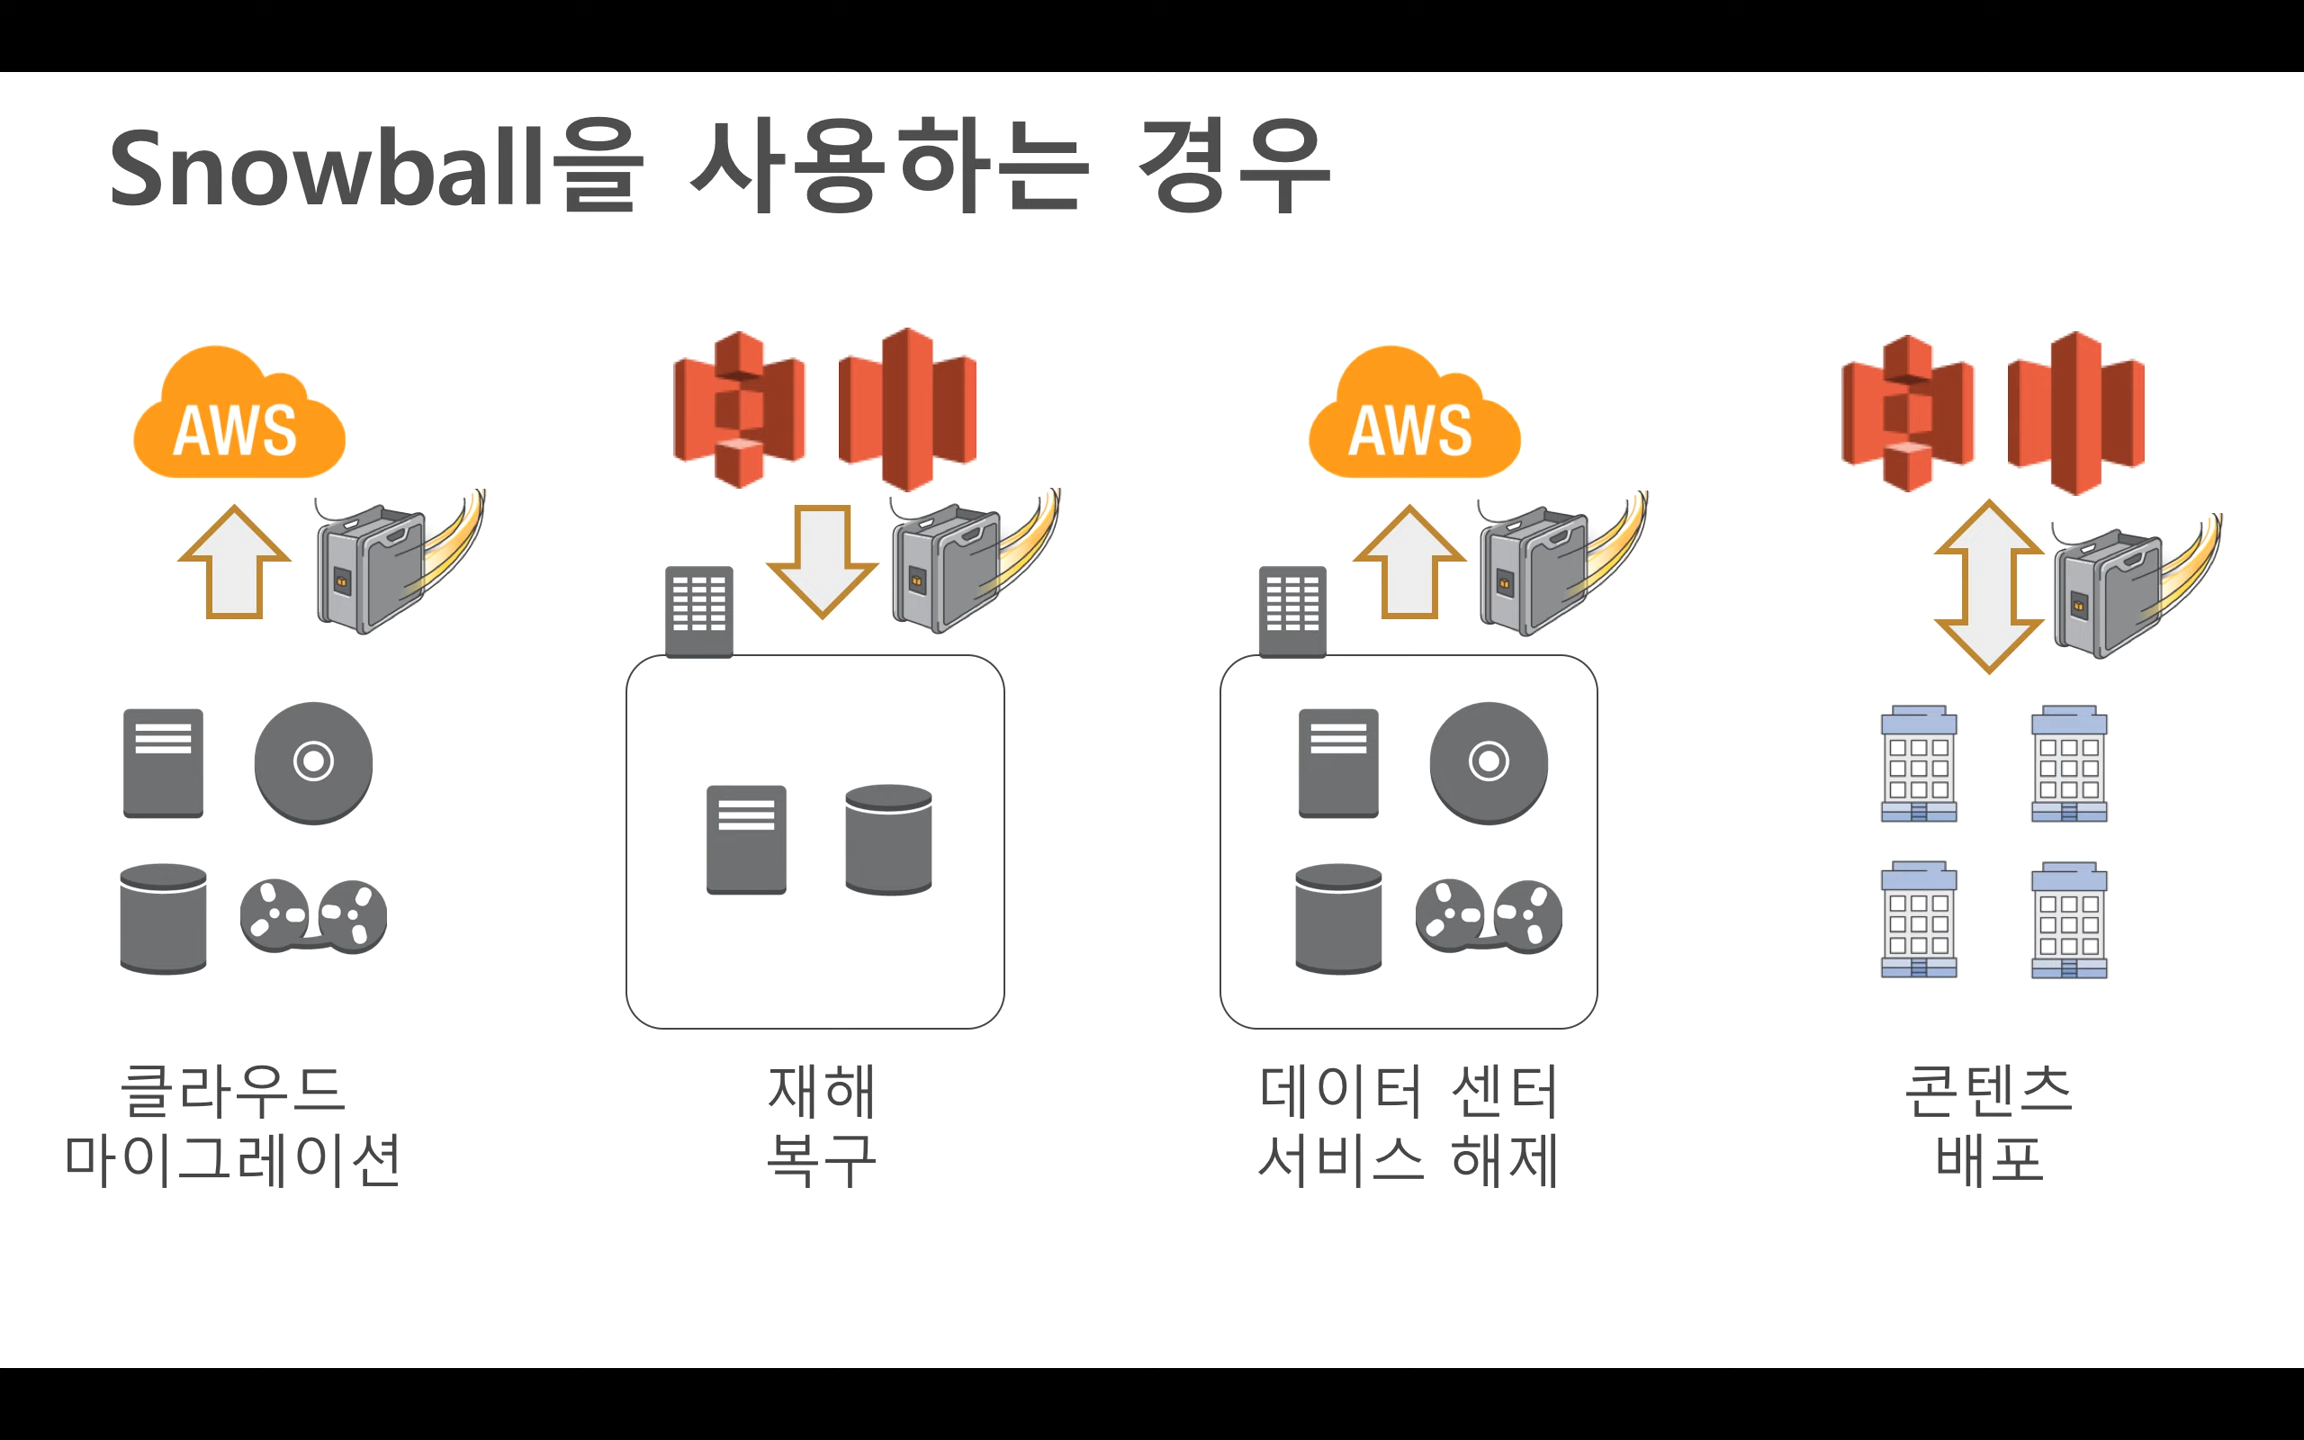 Snowball을 사용하는 경우
AWS
AWS
클라우드
마이그레이션
재해
복구
데이터 센터
서비스 해제
콘텐츠
배포